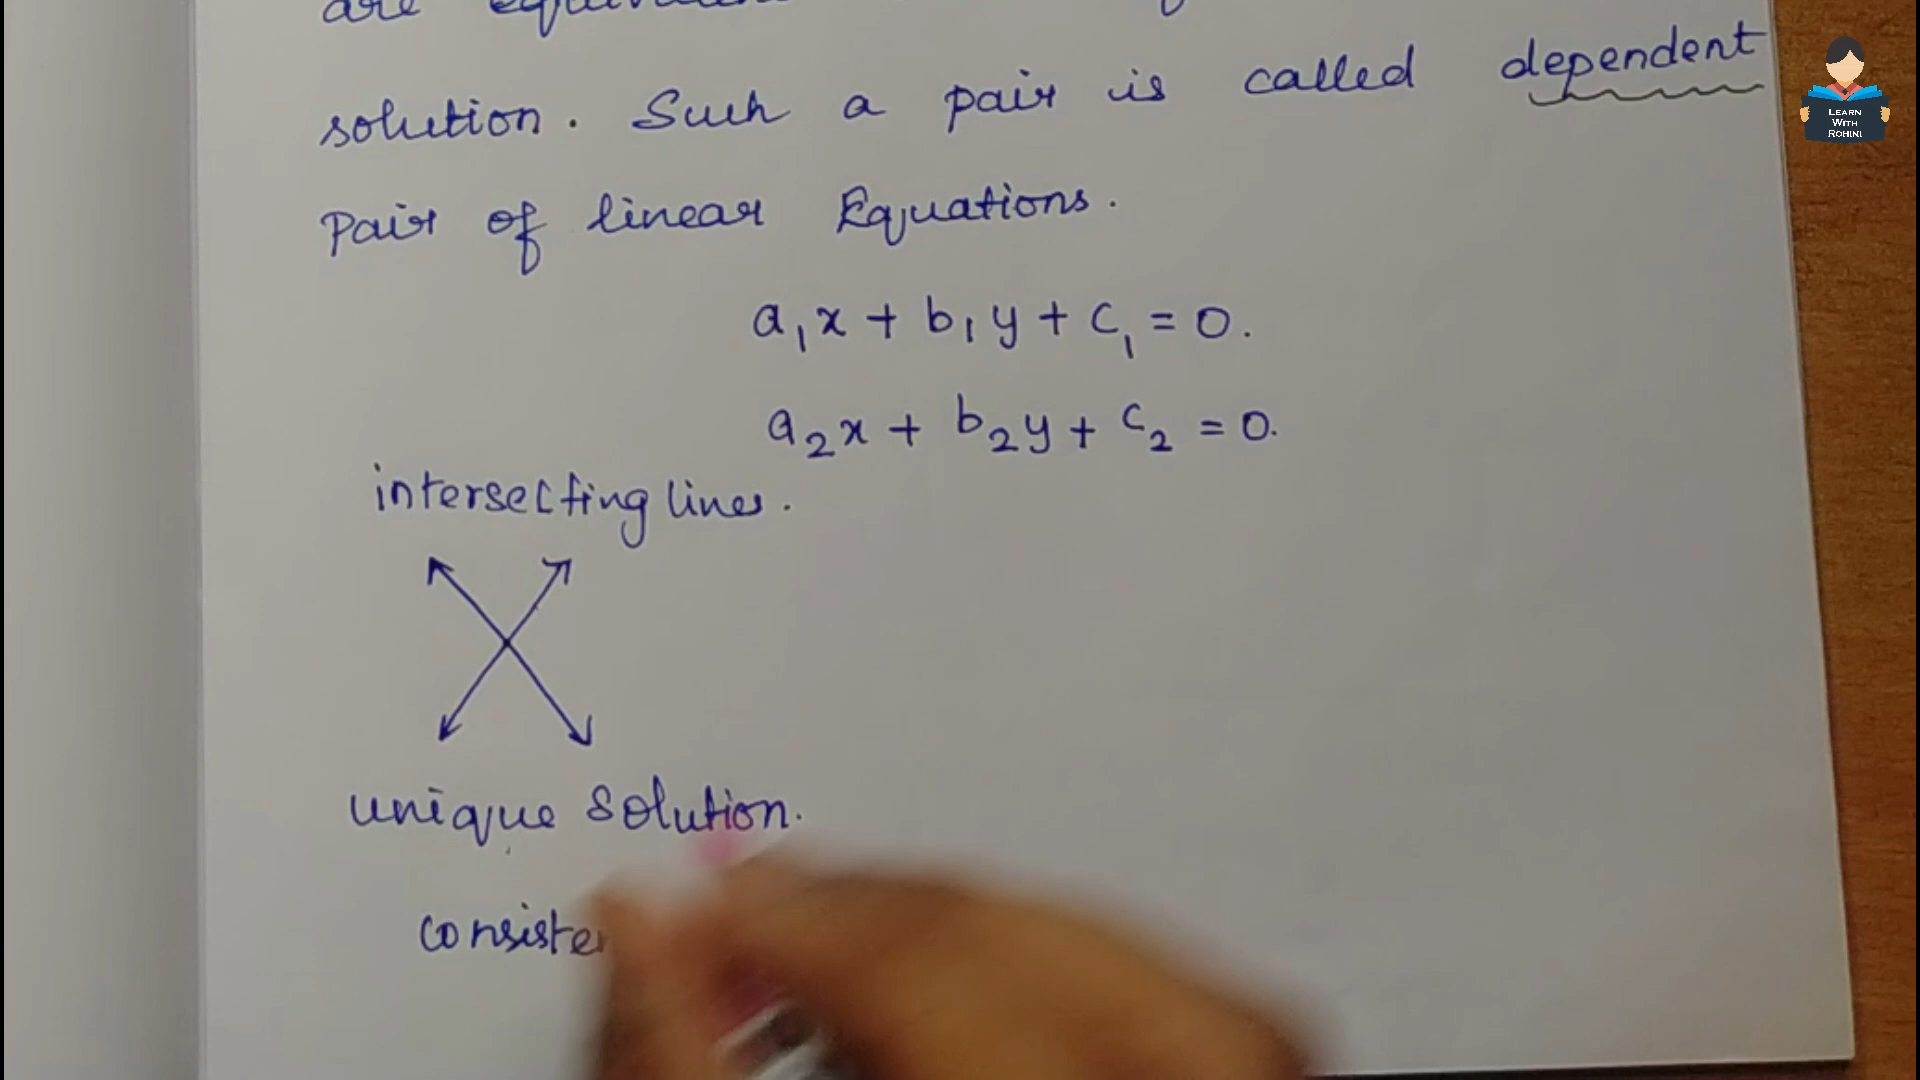 are
solution. Such a pair is called dependent
Pair of linear Equations.
a₁x + b₁y + c₁ = 0.
a₂x + b₂y + c₂ = 0.
intersecting lines.
unique solution.
LEARN
WITH
ROHINI